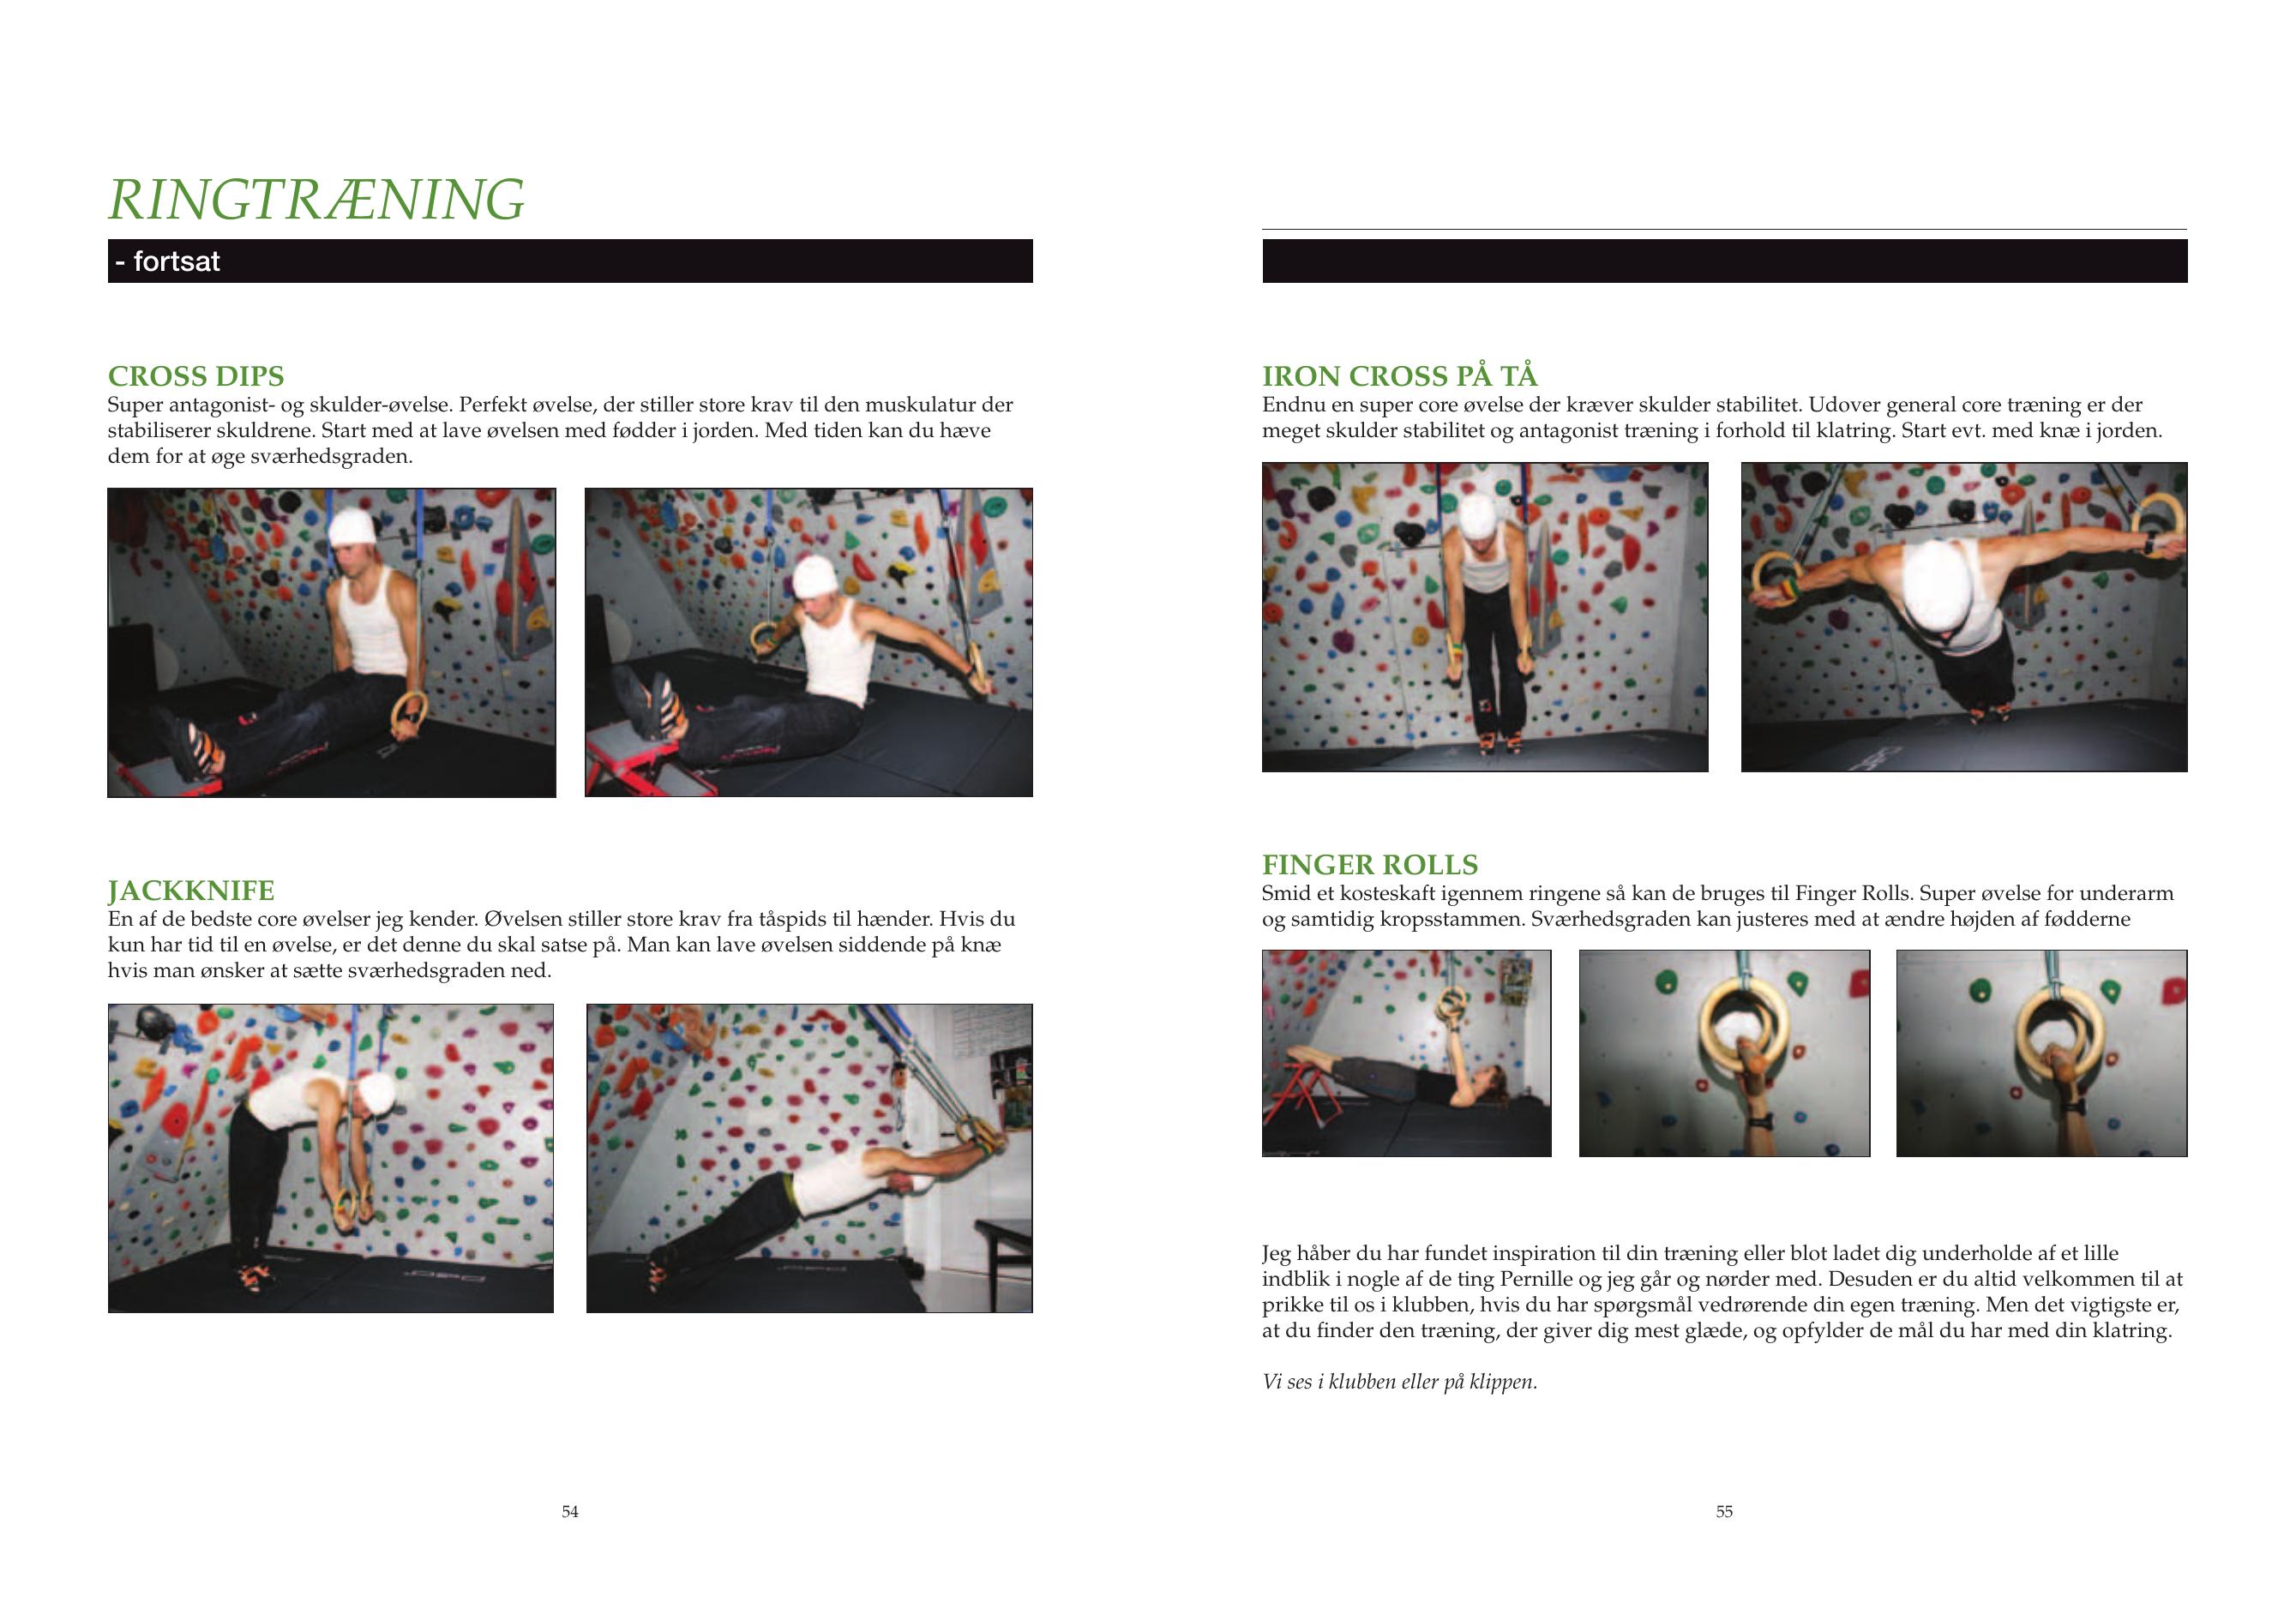 RINGTRÆNING
- fortsat
CROSS DIPS
Super antagonist- og skulder-øvelse. Perfekt øvelse, der stiller store krav til den muskulatur der
stabiliserer skuldrene. Start med at lave øvelsen med fødder i jorden. Med tiden kan du hæve
dem for at øge sværhedsgraden.
JACKKNIFE
En af de bedste core øvelser jeg kender. Øvelsen stiller store krav fra tåspids til hænder. Hvis du
kun har tid til en øvelse, er det denne du skal satse på. Man kan lave øvelsen siddende på knæ
hvis man ønsker at sætte sværhedsgraden ned.
54
IRON CROSS PÅ TÅ
Endnu en super core øvelse der kræver skulder stabilitet. Udover general core træning er der
meget skulder stabilitet og antagonist træning i forhold til klatring. Start evt. med knæ i jorden.
FINGER ROLLS
Smid et kosteskaft igennem ringene så kan de bruges til Finger Rolls. Super øvelse for underarm
og samtidig kropsstammen. Sværhedsgraden kan justeres med at ændre højden af fødderne
Jeg håber du har fundet inspiration til din træning eller blot ladet dig underholde af et lille
indblik i nogle af de ting Pernille og jeg går og nørder med. Desuden er du altid velkommen til at
prikke til os i klubben, hvis du har spørgsmål vedrørende din egen træning. Men det vigtigste er,
at du finder den træning, der giver dig mest glæde, og opfylder de mål du har med din klatring.
Vi ses i klubben eller på klippen.
55